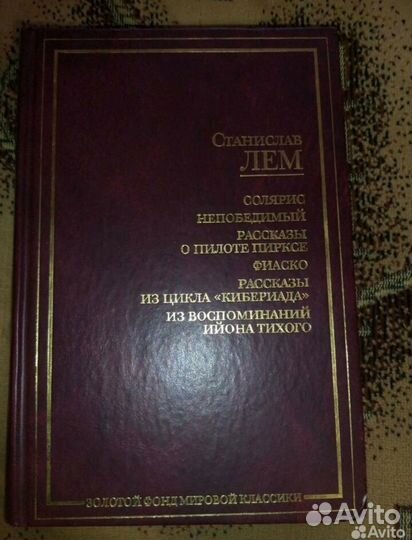 Станислав
ЛЕМ
СОЛЯРИС
НЕПОБЕДИМЫЙ
РАССКАЗЫ
О ПИЛОТЕ ПИРКСЕ
ФИАСКО
РАССКАЗЫ
ИЗ ЦИКЛА «КИБЕРИАДА»
ИЗ ВОСПОМИНАНИЙ
ИЙОНА ТИХОГО
ЗОЛОТОЙ ФОНД МИРОВОЙ КЛАССИКИ
Avito
Avito